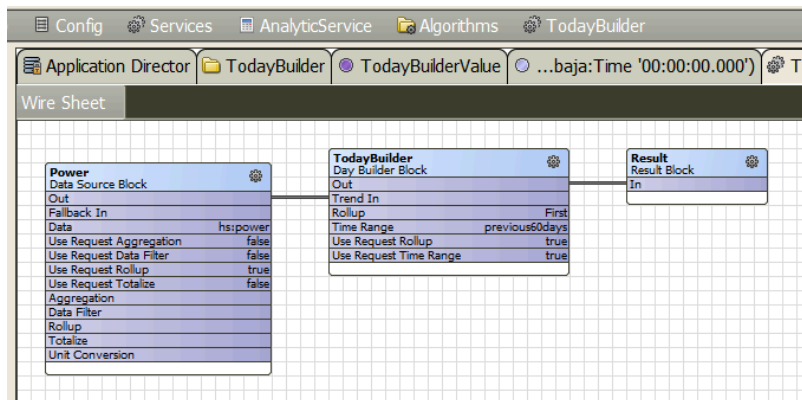 Config Services AnalyticService Algorithms TodayBuilder
Application Director TodayBuilder TodayBuilderValue ...baja:Time '00:00:00.000') T
Wire Sheet
Power
Data Source Block
Out
Fallback In
Data hs:power
Use Request Aggregation false
Use Request Data Filter false
Use Request Rollup true
Use Request Totalize false
Aggregation
Data Filter
Rollup
Totalize
Unit Conversion
TodayBuilder
Day Builder Block
Out
Trend In
Rollup First
Time Range previous60days
Use Request Rollup true
Use Request Time Range true
Result
Result Block
In